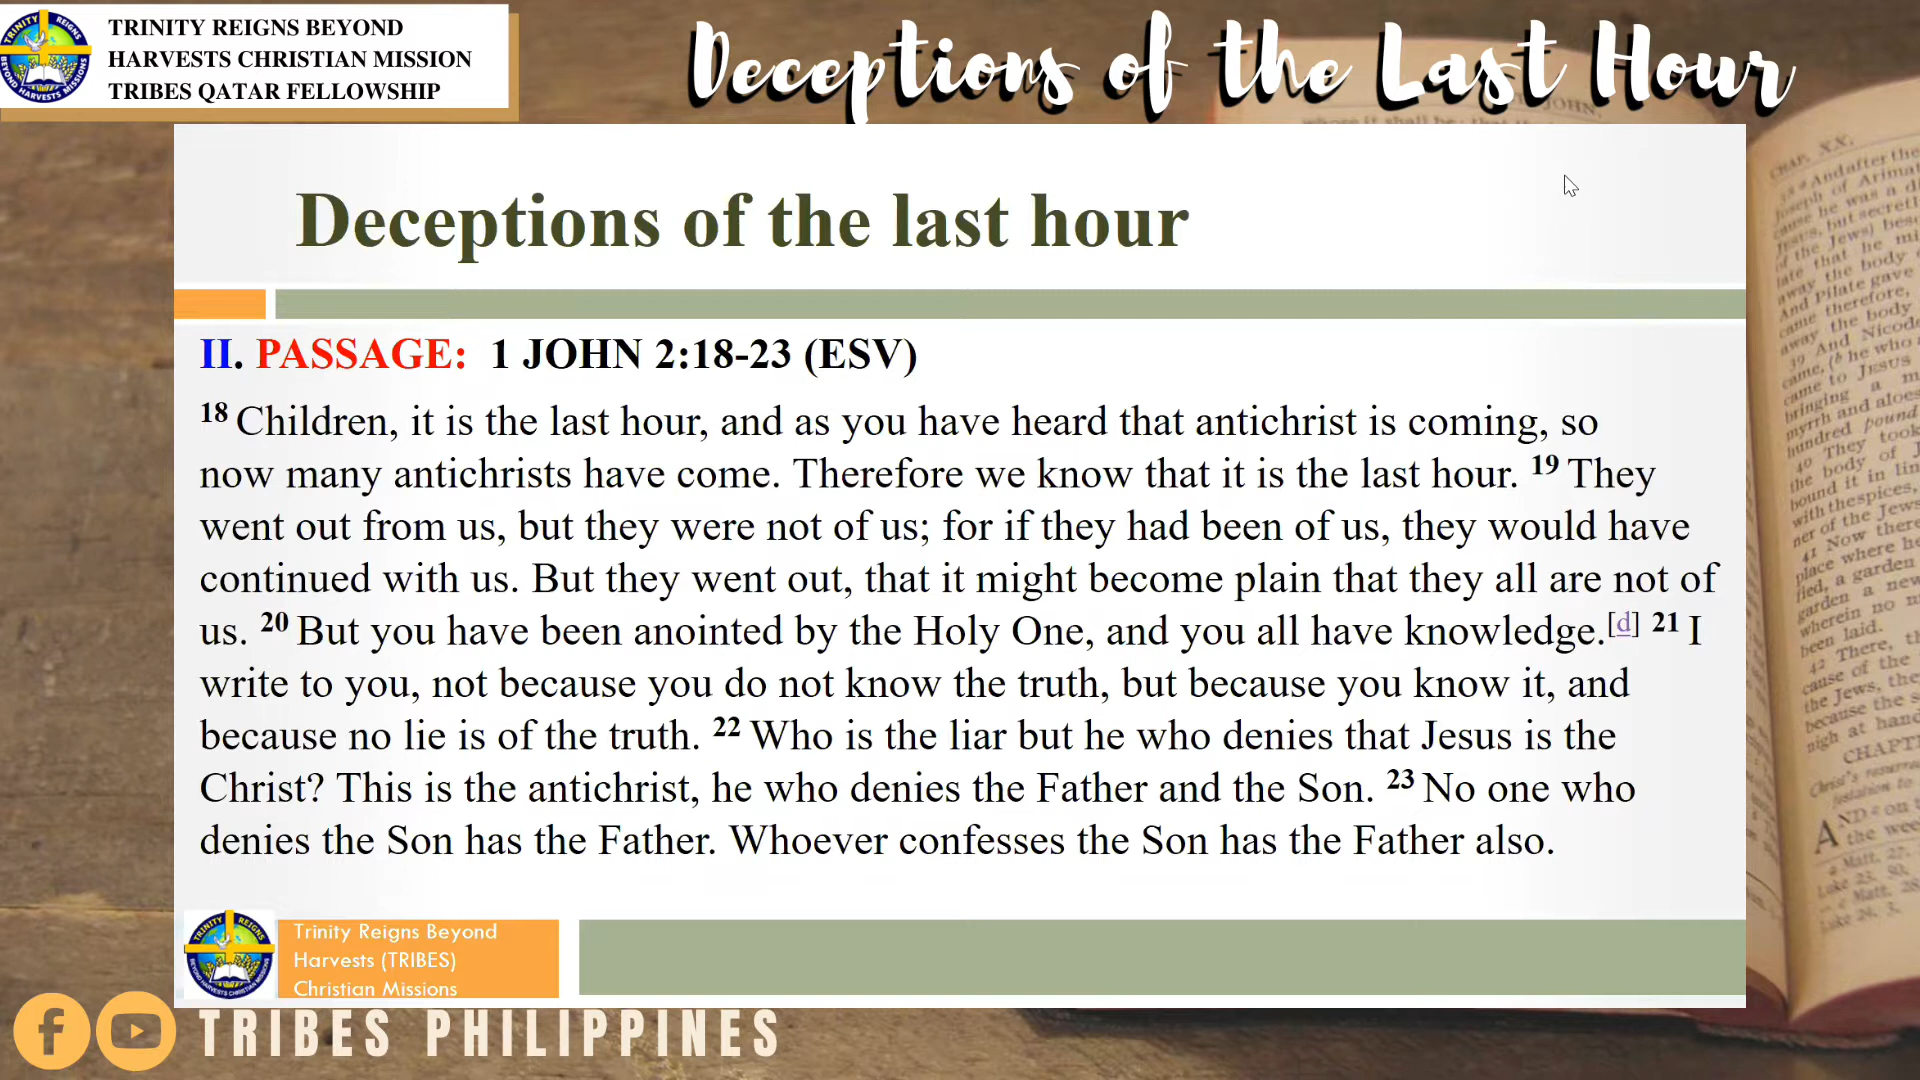 TRINITY REIGNS BEYOND
HARVESTS CHRISTIAN MISSION
TRIBES QATAR FELLOWSHIP
Deceptions of the Last Hour
Deceptions of the last hour
II. PASSAGE: 1 JOHN 2:18-23 (ESV)
18 Children, it is the last hour, and as you have heard that antichrist is coming, so
now many antichrists have come. Therefore we know that it is the last hour. 19 They
went out from us, but they were not of us; for if they had been of us, they would have
continued with us. But they went out, that it might become plain that they all are not of
us. 20 But you have been anointed by the Holy One, and you all have knowledge.[d] 21 I
write to you, not because you do not know the truth, but because you know it, and
because no lie is of the truth. 22 Who is the liar but he who denies that Jesus is the
Christ? This is the antichrist, he who denies the Father and the Son. 23 No one who
denies the Son has the Father. Whoever confesses the Son has the Father also.
Trinity Reigns Beyond
Harvests (TRIBES)
Christian Missions
TRIBES PHILIPPINES